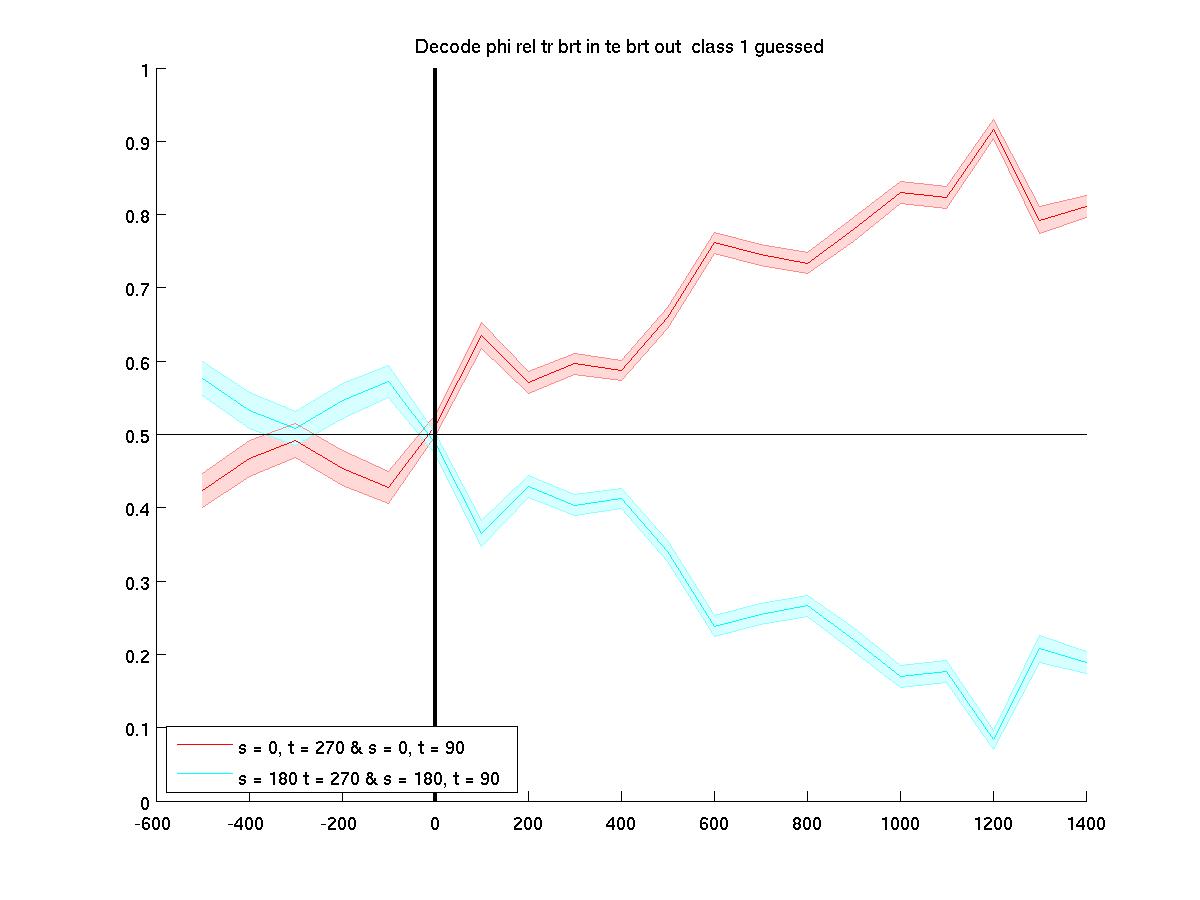 Decode phi rel tr brt in te brt out  class 1 guessed
1
0.9
0.8
0.7
0.6
0.5
0.4
0.3
0.2
0.1
0
s = 0, t = 270 & s = 0, t = 90
s = 180 t = 270 & s = 180, t = 90
-600 -400 -200 0 200 400 600 800 1000 1200 1400